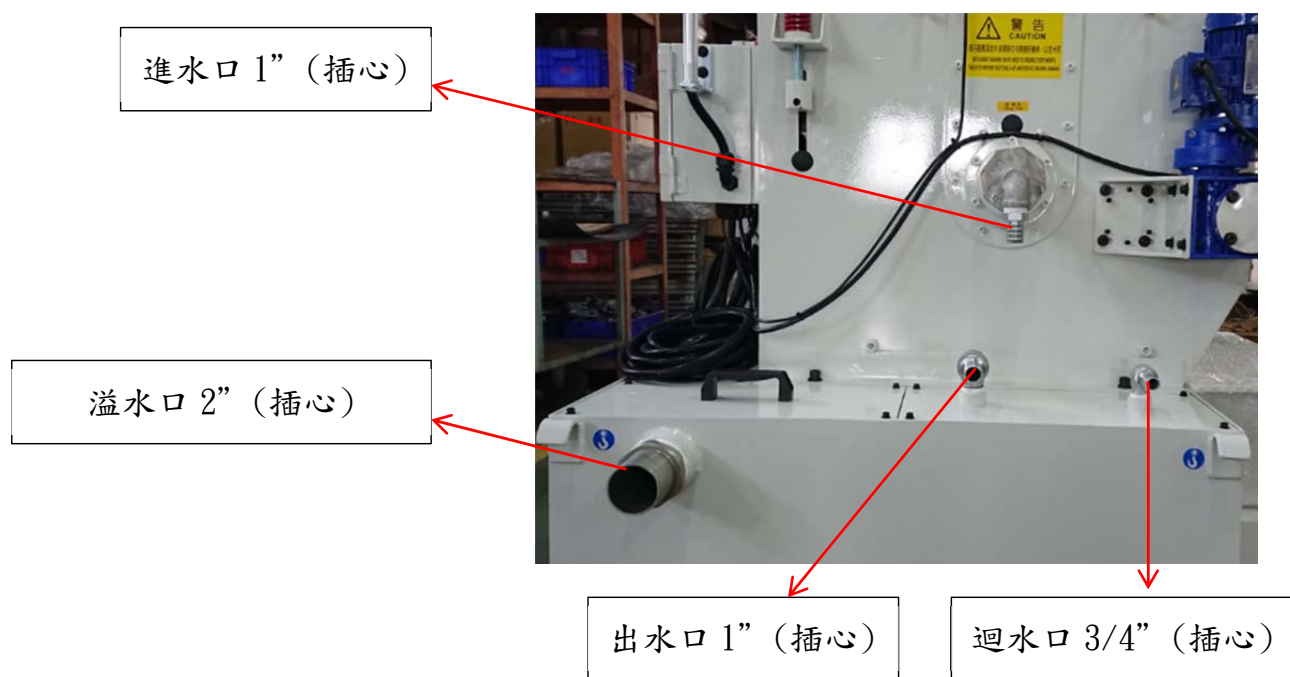 進水口 1” (插心)
警告
CAUTION
溢水口 2” (插心)
出水口 1” (插心)
迴水口 3/4” (插心)